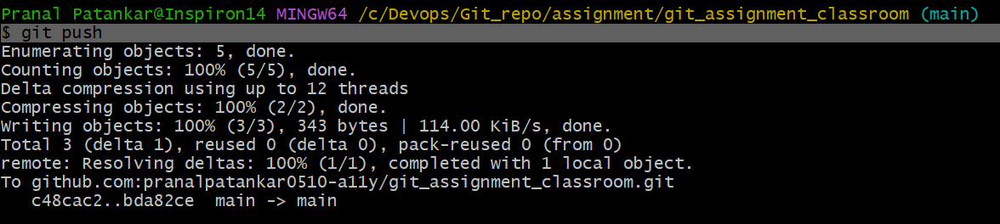 Pranal Patankar@Inspiron14 MINGW64 /c/Devops/Git_repo/assignment/git_assignment_classroom (main)
$ git push
Enumerating objects: 5, done.
Counting objects: 100% (5/5), done.
Delta compression using up to 12 threads
Compressing objects: 100% (2/2), done.
Writing objects: 100% (3/3), 343 bytes | 114.00 KiB/s, done.
Total 3 (delta 1), reused 0 (delta 0), pack-reused 0 (from 0)
remote: Resolving deltas: 100% (1/1), completed with 1 local object.
To github.com:pranalpatankar0510-a11y/git_assignment_classroom.git
   c48cac2..bda82ce  main -> main